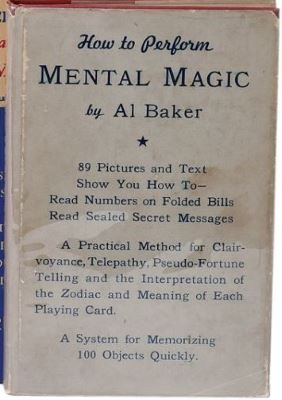 How to Perform
MENTAL MAGIC
by AL BAKER
★
89 Pictures and Text
Show You How To—
Read Numbers on Folded Bills
Read Sealed Secret Messages
A Practical Method for Clair-
voyance, Telepathy, Pseudo-Fortune
Telling and the Interpretation of
the Zodiac and Meaning of Each
Playing Card.
A System for Memorizing
100 Objects Quickly.